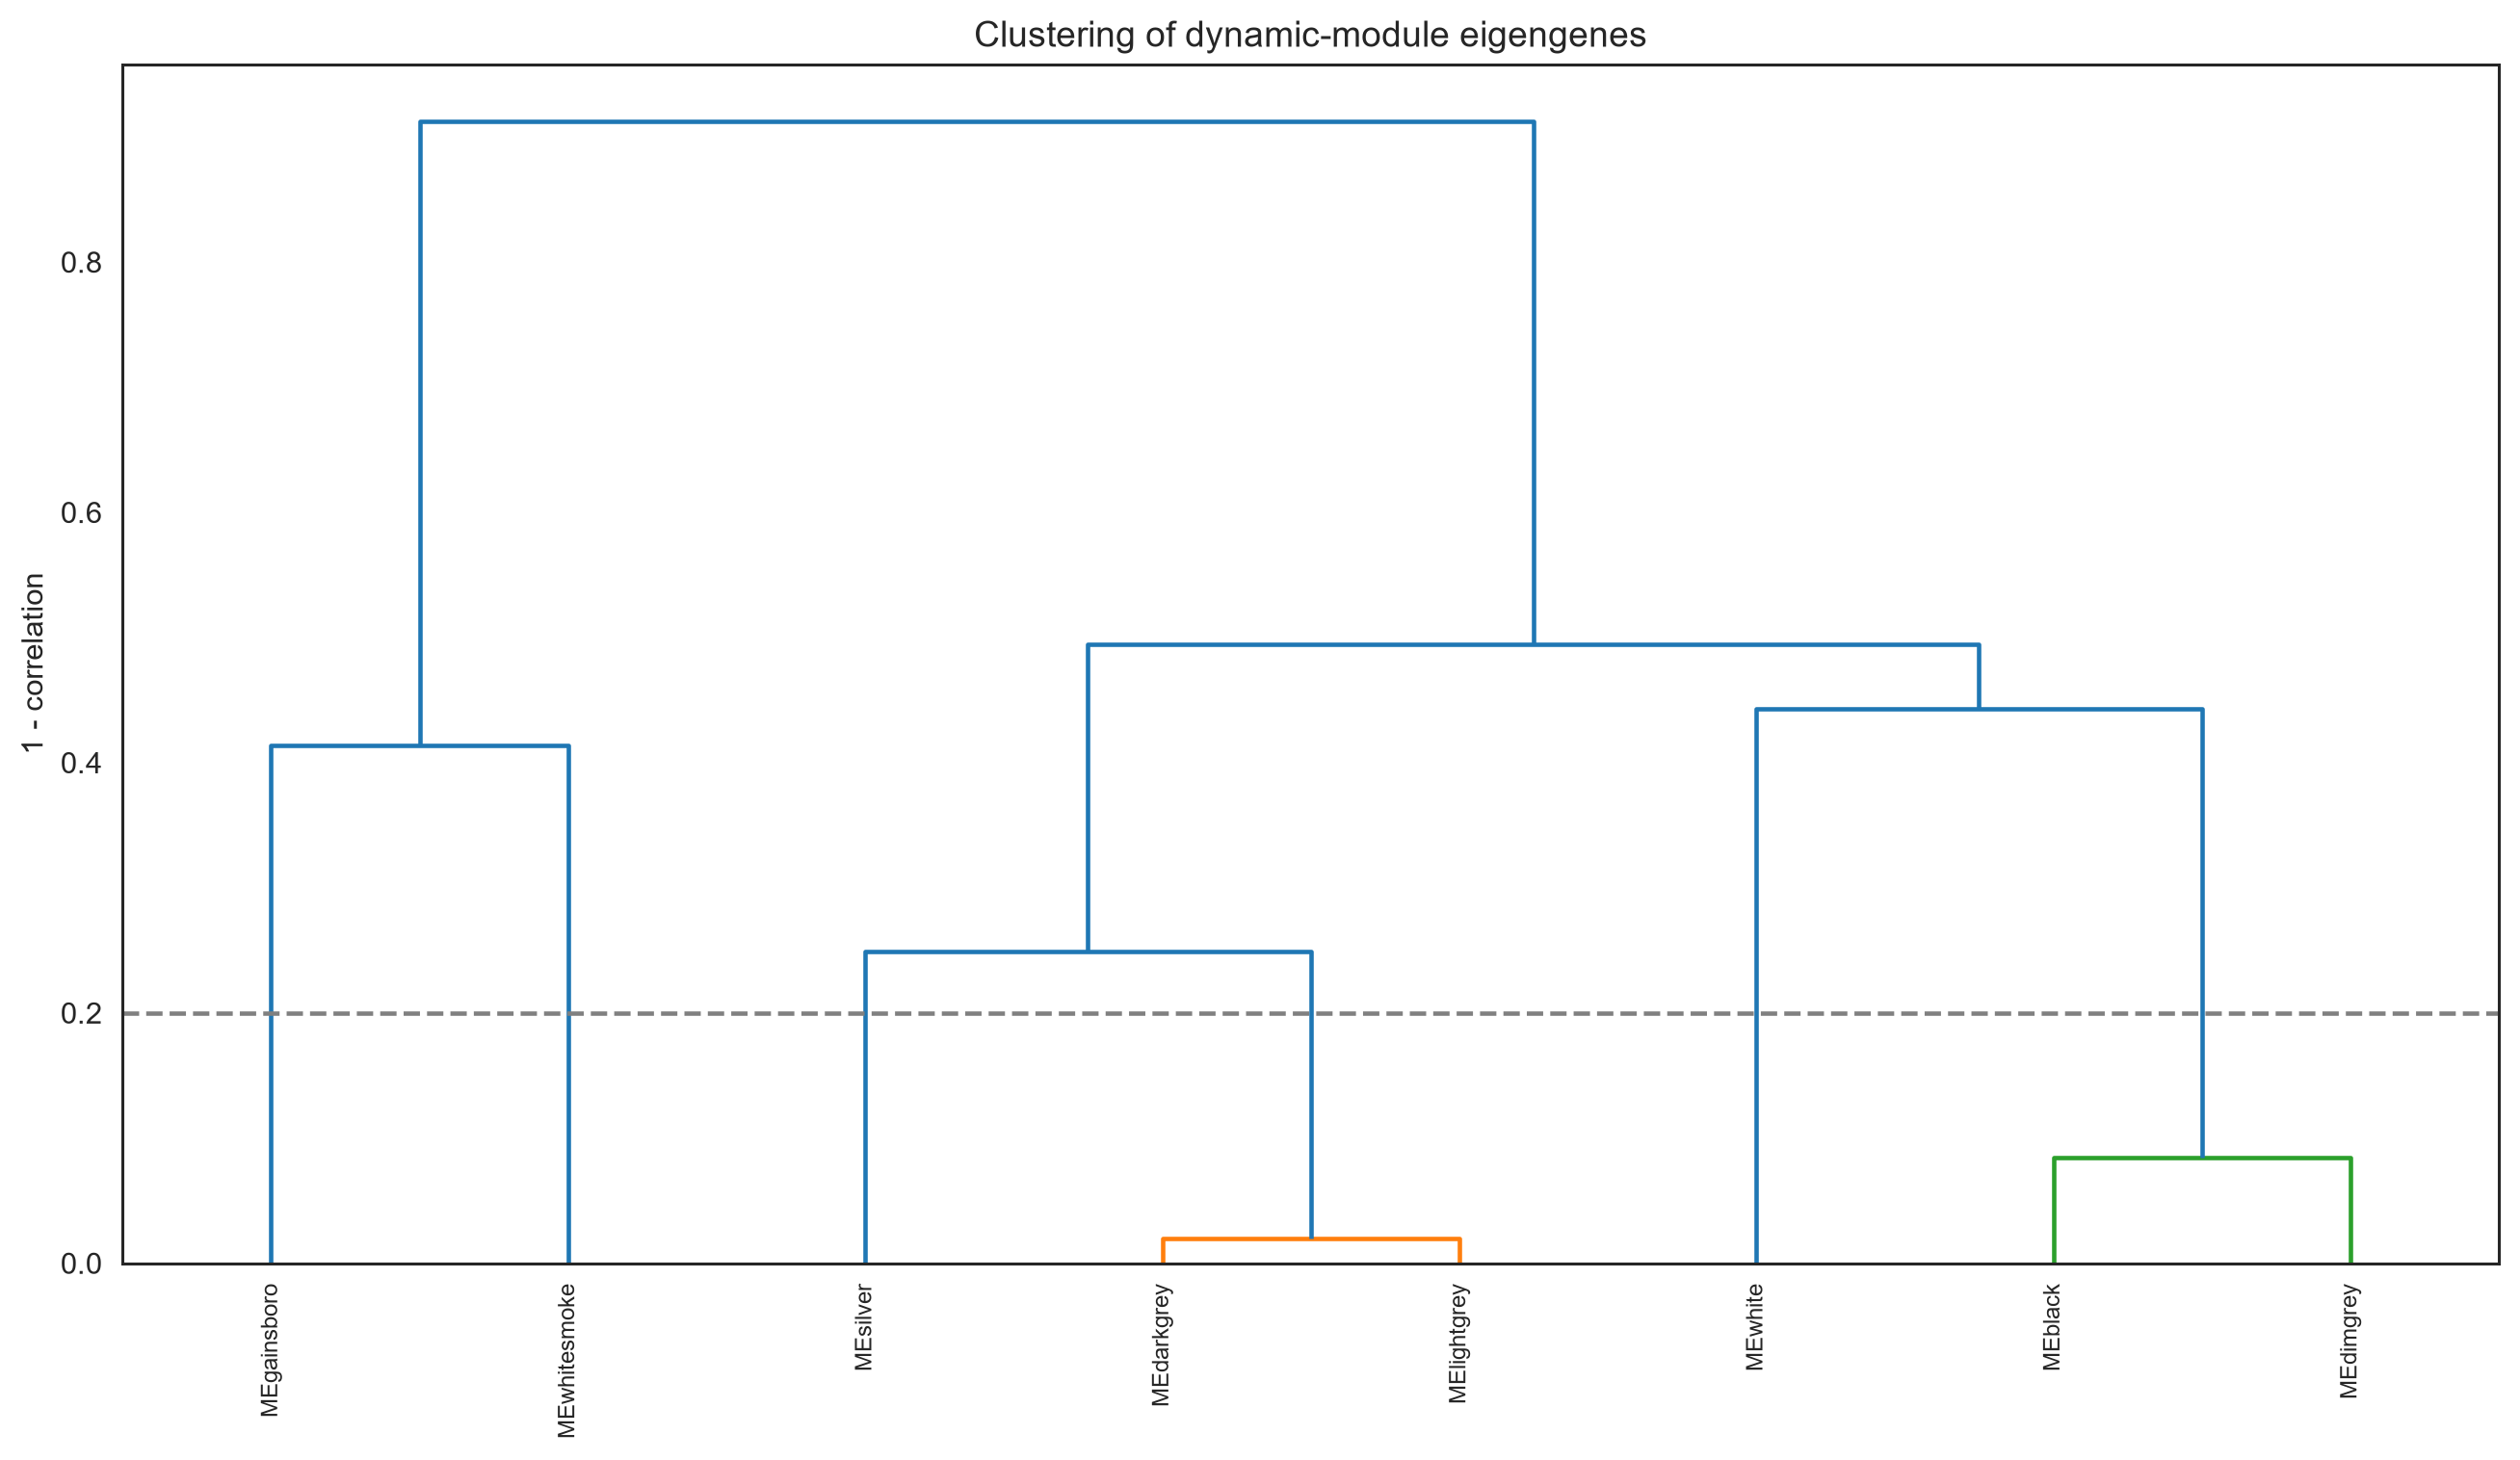 Clustering of dynamic-module eigengenes
1 - correlation
0.8
0.6
0.4
0.2
0.0
MEgainsboro
MEwhitesmoke
MEsilver
MEdarkgrey
MElightgrey
MEwhite
MEblack
MEdimgrey